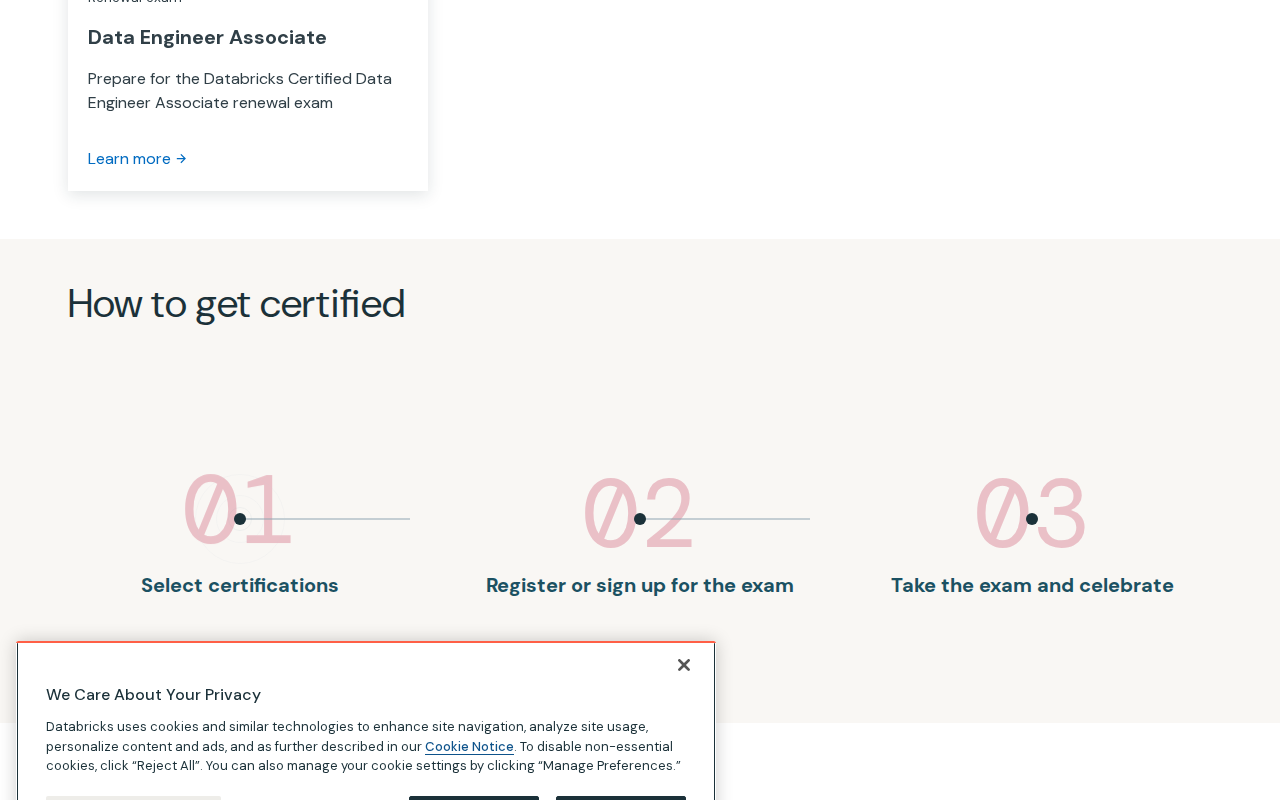 Data Engineer Associate
Prepare for the Databricks Certified Data
Engineer Associate renewal exam
Learn more →
How to get certified
01
02
03
Select certifications
Register or sign up for the exam
Take the exam and celebrate
We Care About Your Privacy
Databricks uses cookies and similar technologies to enhance site navigation, analyze site usage,
personalize content and ads, and as further described in our Cookie Notice. To disable non-essential
cookies, click “Reject All”. You can also manage your cookie settings by clicking “Manage Preferences.”